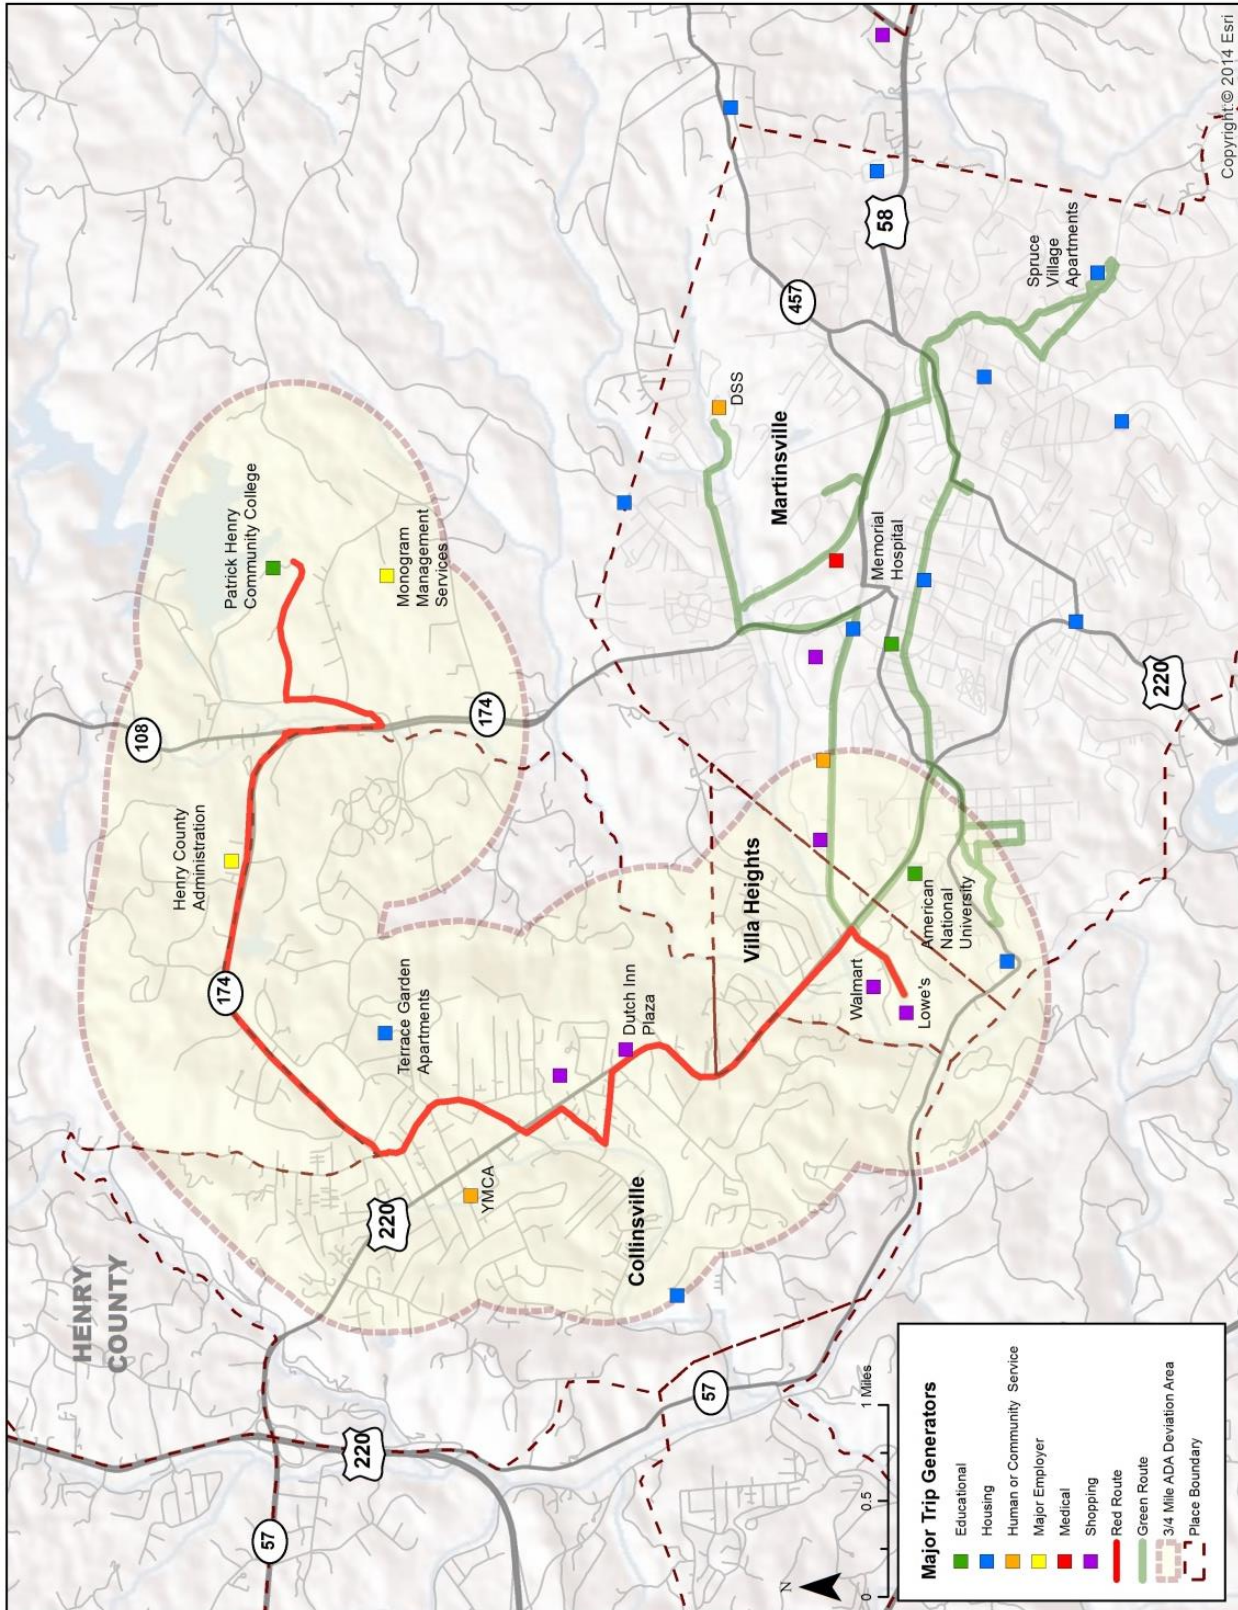 HENRY
COUNTY
57
220
57
220
YMCA
Collinsville
174
Henry County
Administration
Terrace Garden
Apartments
Dutch Inn
Plaza
108
174
Patrick Henry
Community College
Monogram
Management
Services
Villa Heights
Walmart
Lowe's
American
National
University
Martinsville
DSS
Memorial
Hospital
220
457
58
Spruce
Village
Apartments
N
0
0.5
1 Miles
Major Trip Generators
Educational
Housing
Human or Community Service
Major Employer
Medical
Shopping
Red Route
Green Route
3/4 Mile ADA Deviation Area
Place Boundary
Copyright:© 2014 Esri